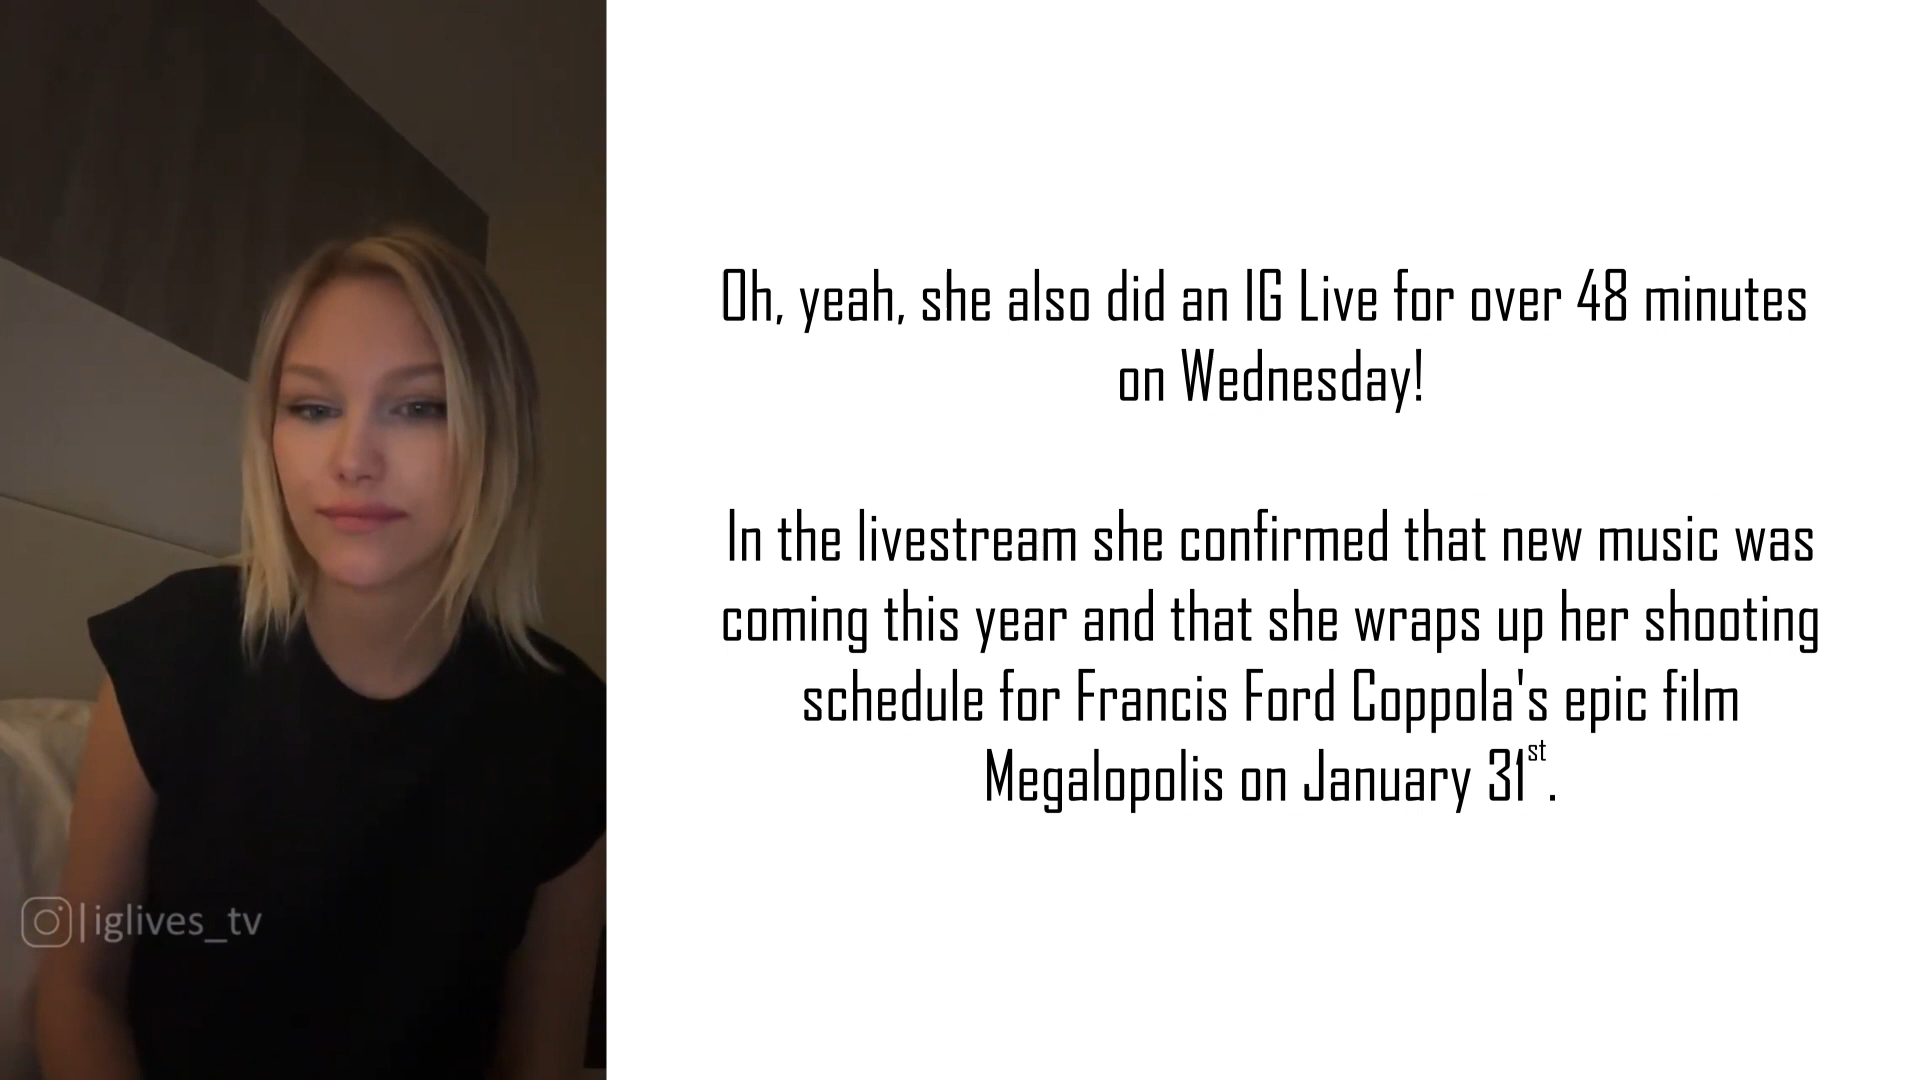 Oh, yeah, she also did an IG Live for over 48 minutes
on Wednesday!
In the livestream she confirmed that new music was
coming this year and that she wraps up her shooting
schedule for Francis Ford Coppola's epic film
Megalopolis on January 31st.
|iglives_tv